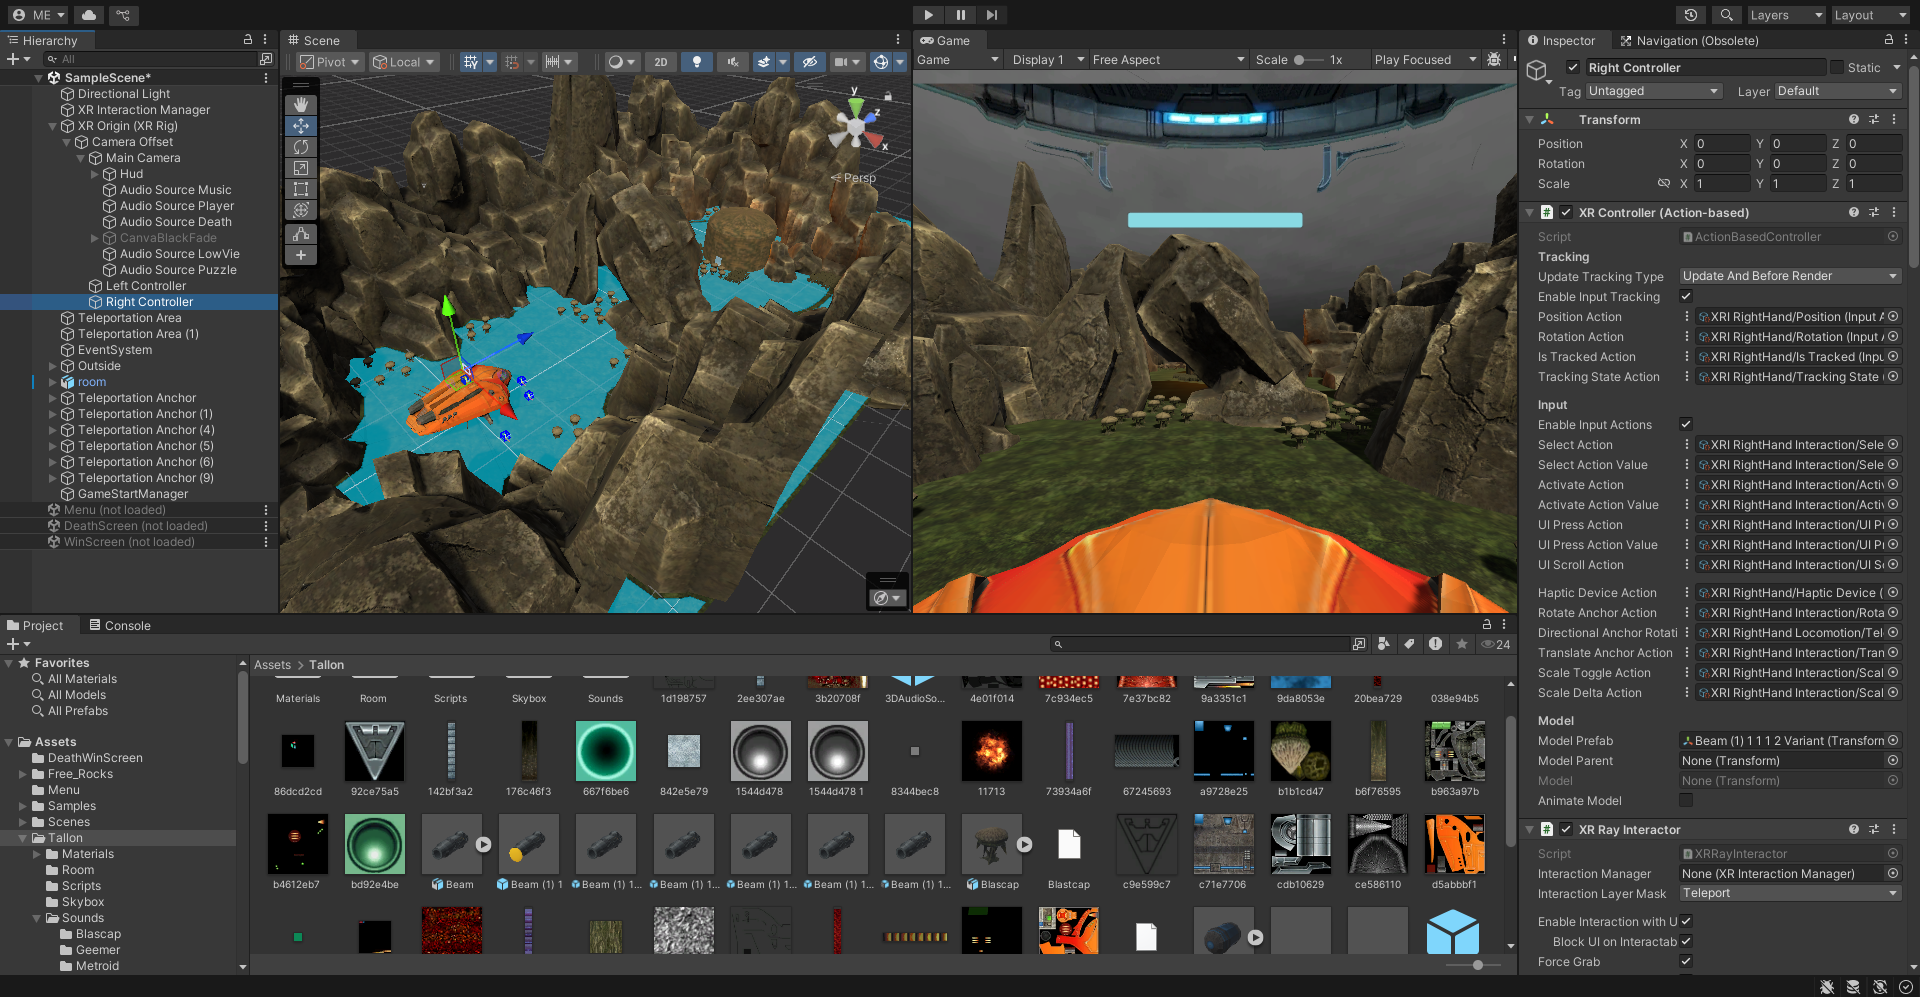 ME
Layers
Layout
Hierarchy
All
SampleScene*
Directional Light
XR Interaction Manager
XR Origin (XR Rig)
Camera Offset
Main Camera
Hud
Audio Source Music
Audio Source Player
Audio Source Death
CanvaBlackFade
Audio Source LowVie
Audio Source Puzzle
Left Controller
Right Controller
Teleportation Area
Teleportation Area (1)
EventSystem
Outside
room
Teleportation Anchor
Teleportation Anchor (1)
Teleportation Anchor (4)
Teleportation Anchor (5)
Teleportation Anchor (6)
Teleportation Anchor (9)
GameStartManager
Menu (not loaded)
DeathScreen (not loaded)
WinScreen (not loaded)
Scene
Pivot Local 2D
y
z
x
Persp
Game
Game Display 1 Free Aspect Scale 1x Play Focused
Inspector Navigation (Obsolete)
Right Controller Static
Tag Untagged Layer Default
Transform
Position X 0 Y 0 Z 0
Rotation X 0 Y 0 Z 0
Scale X 1 Y 1 Z 1
XR Controller (Action-based)
Script ActionBasedController
Tracking
Update Tracking Type Update And Before Render
Enable Input Tracking
Position Action XRI RightHand/Position (Input A
Rotation Action XRI RightHand/Rotation (Input A
Is Tracked Action XRI RightHand/Is Tracked (Inpu
Tracking State Action XRI RightHand/Tracking State (
Input
Enable Input Actions
Select Action XRI RightHand Interaction/Sele
Select Action Value XRI RightHand Interaction/Sele
Activate Action XRI RightHand Interaction/Activ
Activate Action Value XRI RightHand Interaction/Activ
UI Press Action XRI RightHand Interaction/UI Pr
UI Press Action Value XRI RightHand Interaction/UI Pr
UI Scroll Action XRI RightHand Interaction/UI Sc
Haptic Device Action XRI RightHand/Haptic Device (
Rotate Anchor Action XRI RightHand Interaction/Rota
Directional Anchor Rotati XRI RightHand Locomotion/Tel
Translate Anchor Action XRI RightHand Interaction/Tran
Scale Toggle Action XRI RightHand Interaction/Scal
Scale Delta Action XRI RightHand Interaction/Scal
Model
Model Prefab Beam (1) 1 1 1 2 Variant (Transform
Model Parent None (Transform)
Model None (Transform)
Animate Model
XR Ray Interactor
Script XRRayInteractor
Interaction Manager None (XR Interaction Manager)
Interaction Layer Mask Teleport
Enable Interaction with U
Block UI on Interactab
Force Grab
Project Console
24
Favorites
All Materials
All Models
All Prefabs
Assets
DeathWinScreen
Free_Rocks
Menu
Samples
Scenes
Tallon
Materials
Room
Scripts
Skybox
Sounds
Blascap
Geemer
Metroid
Assets > Tallon
Materials Room Scripts Skybox Sounds 1d198757 2ee307ae 3b20708f 3DAudioSo... 4e01f014 7c934ec5 7e37bc82 9a3351c1 9da8053e 20bea729 038e94b5
86dcd2cd 92ce75a5 142bf3a2 176c46f3 667f6be6 842e5e79 1544d478 1544d478 1 8344bec8 11713 73934a6f 67245693 a9728e25 b1b1cd47 b6f76595 b963a97b
b4612eb7 bd92e4be Beam Beam (1) 1 Beam (1) 1... Beam (1) 1... Beam (1) 1... Beam (1) 1... Beam (1) 1... Blascap Blastcap c9e599c7 c71e7706 cdb10629 ce586110 d5abbbf1